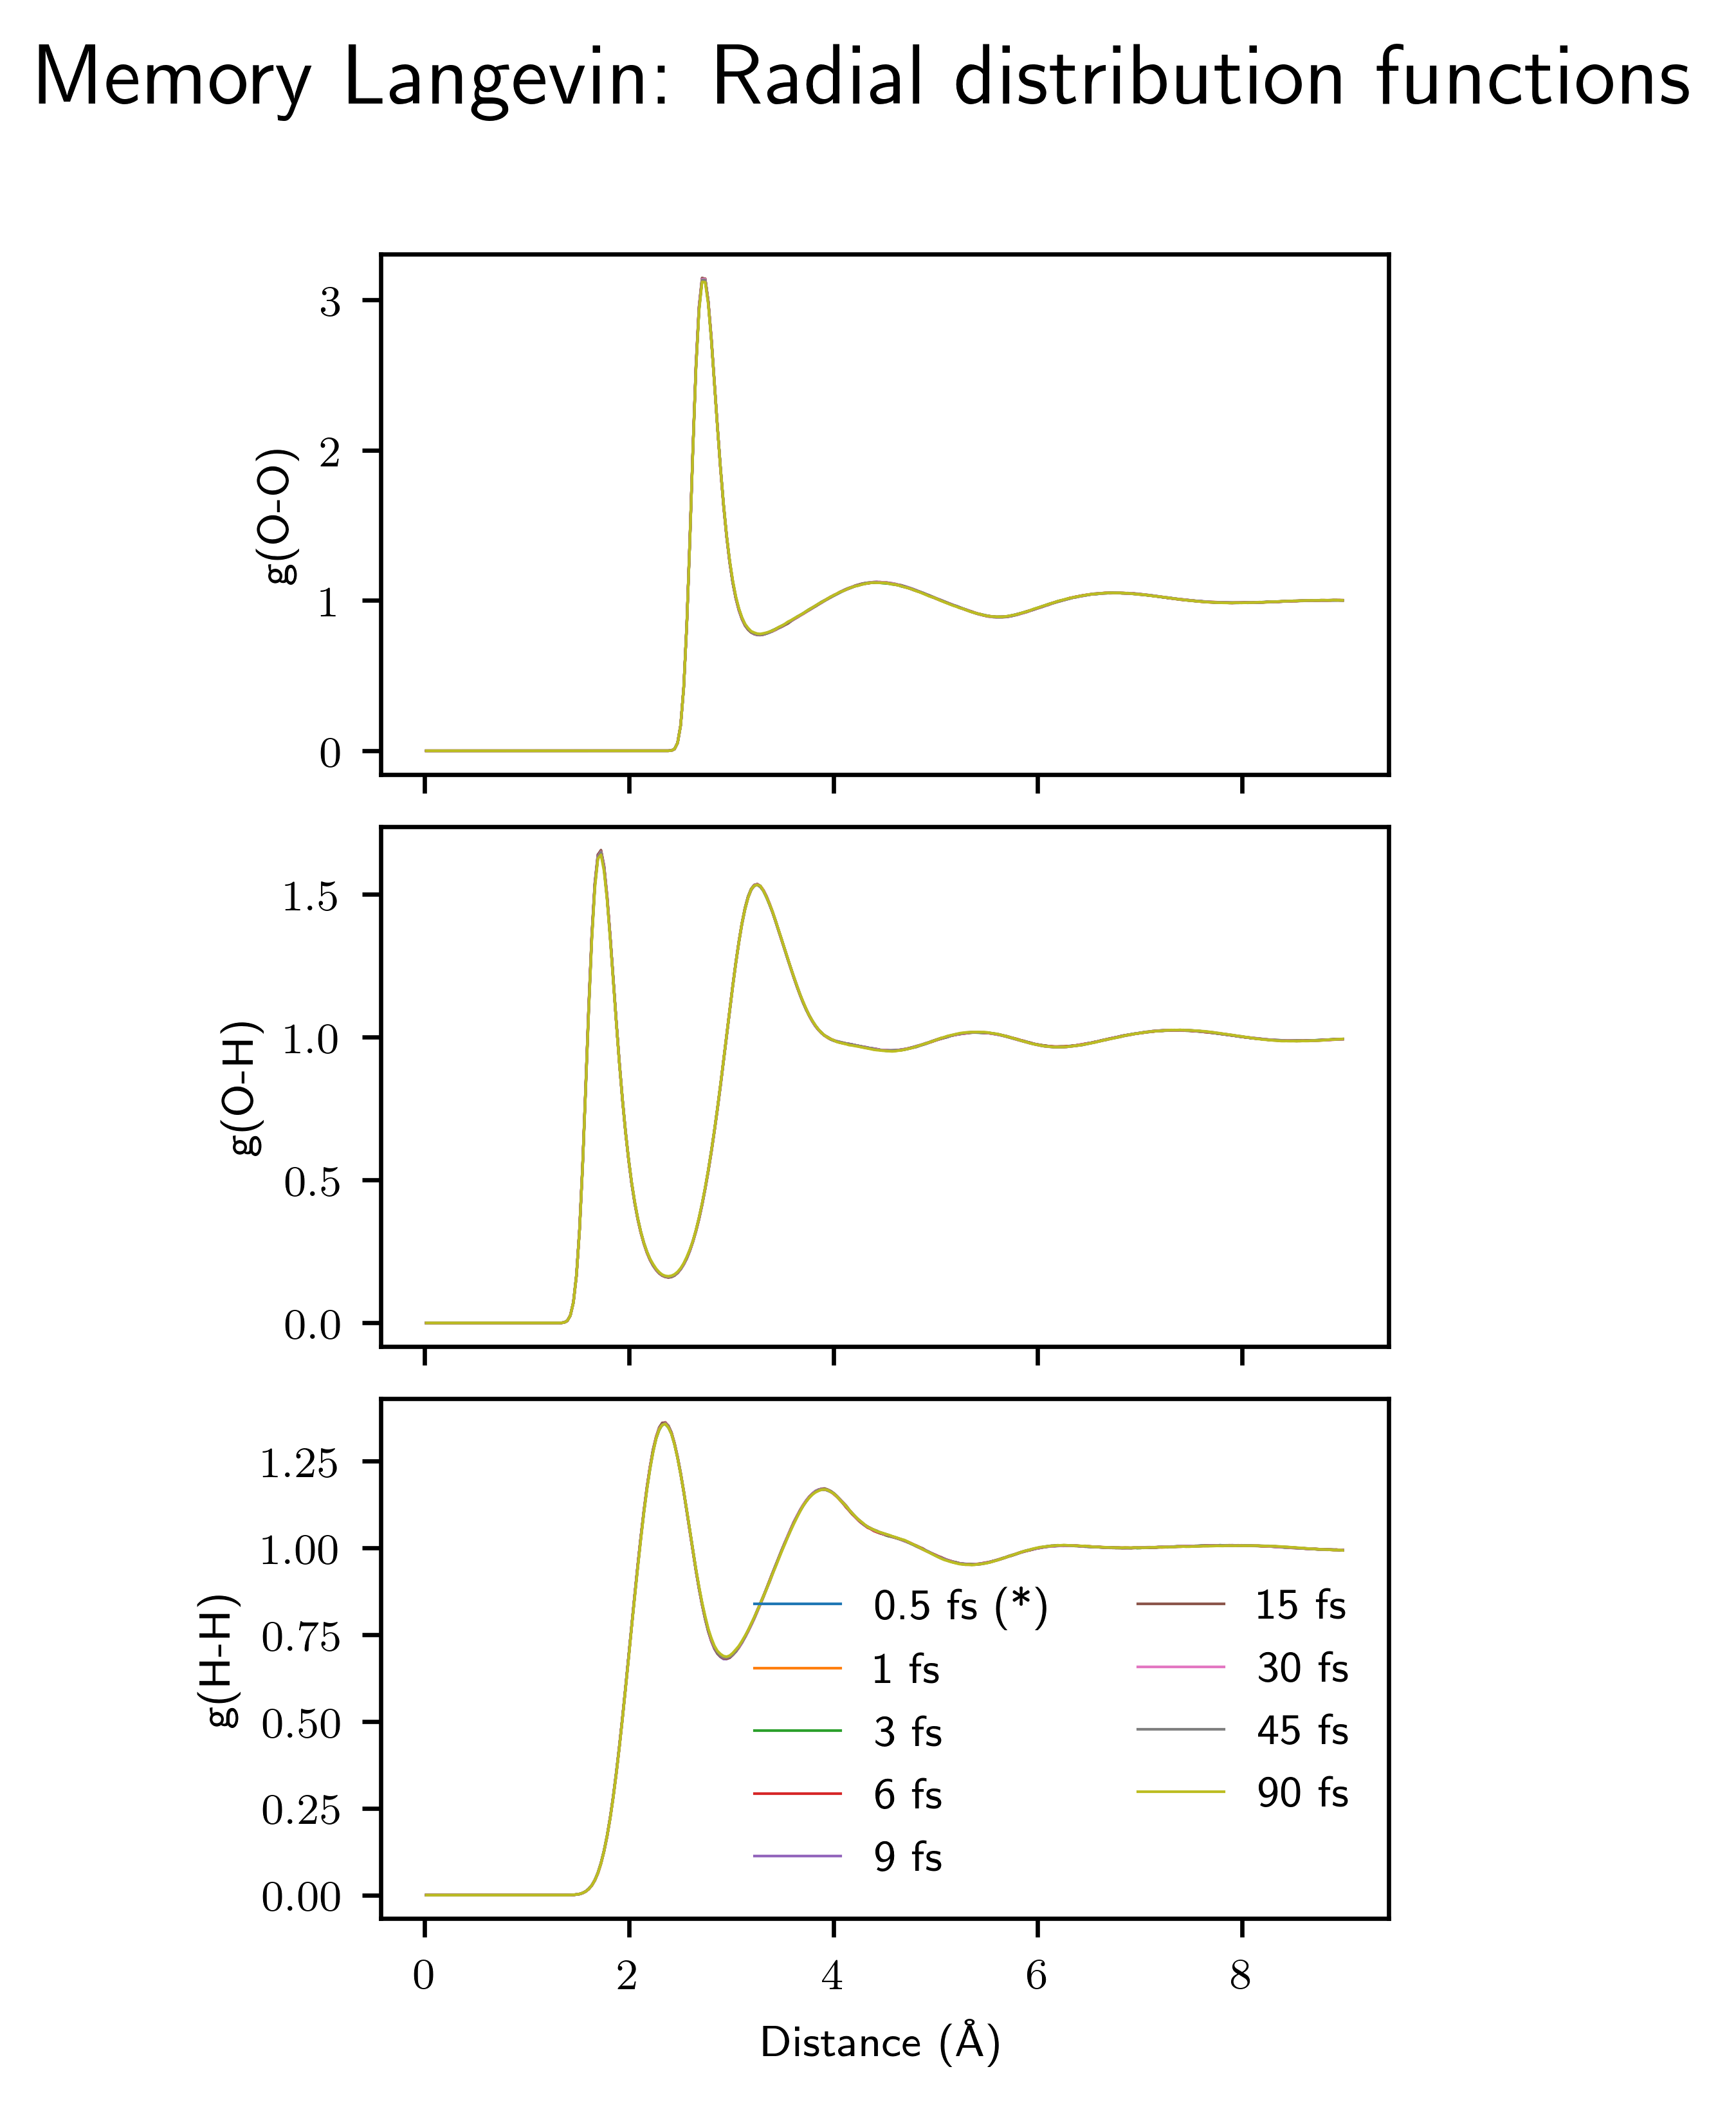 Memory Langevin: Radial distribution functions
g(O-O)
3
2
1
0
g(O-H)
1.5
1.0
0.5
0.0
g(H-H)
1.25
1.00
0.75
0.50
0.25
0.00
0.5 fs (*)
1 fs
3 fs
6 fs
9 fs
15 fs
30 fs
45 fs
90 fs
0 2 4 6 8
Distance (Å)